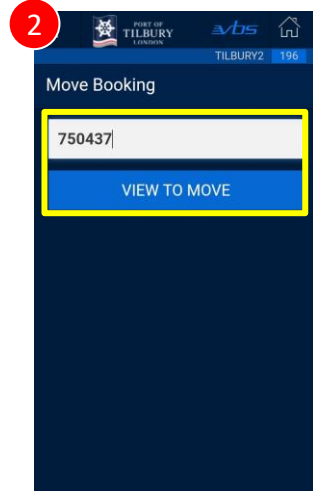 2
PORT OF
TILBURY
LONDON
vbs
TILBURY2 196
Move Booking
750437
VIEW TO MOVE